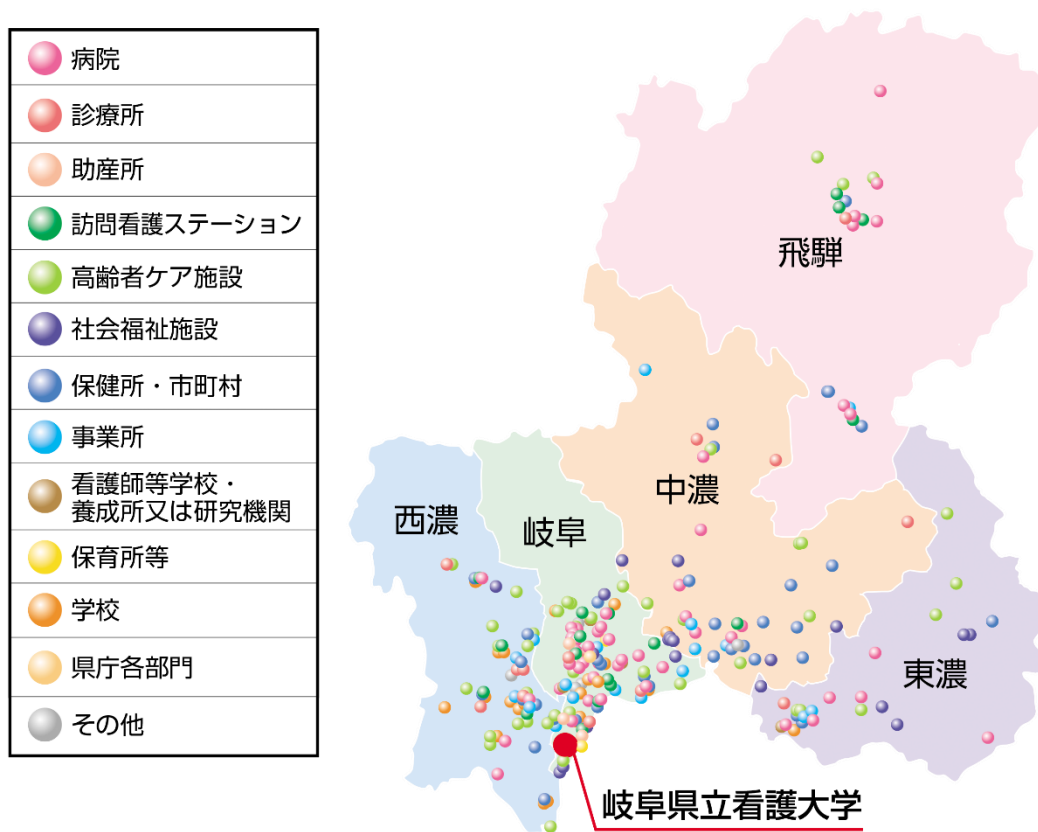 病院
診療所
助産所
訪問看護ステーション
高齢者ケア施設
社会福祉施設
保健所・市町村
事業所
看護師等学校・
養成所又は研究機関
保育所等
学校
県庁各部門
その他
飛騨
中濃
西濃
岐阜
東濃
岐阜県立看護大学